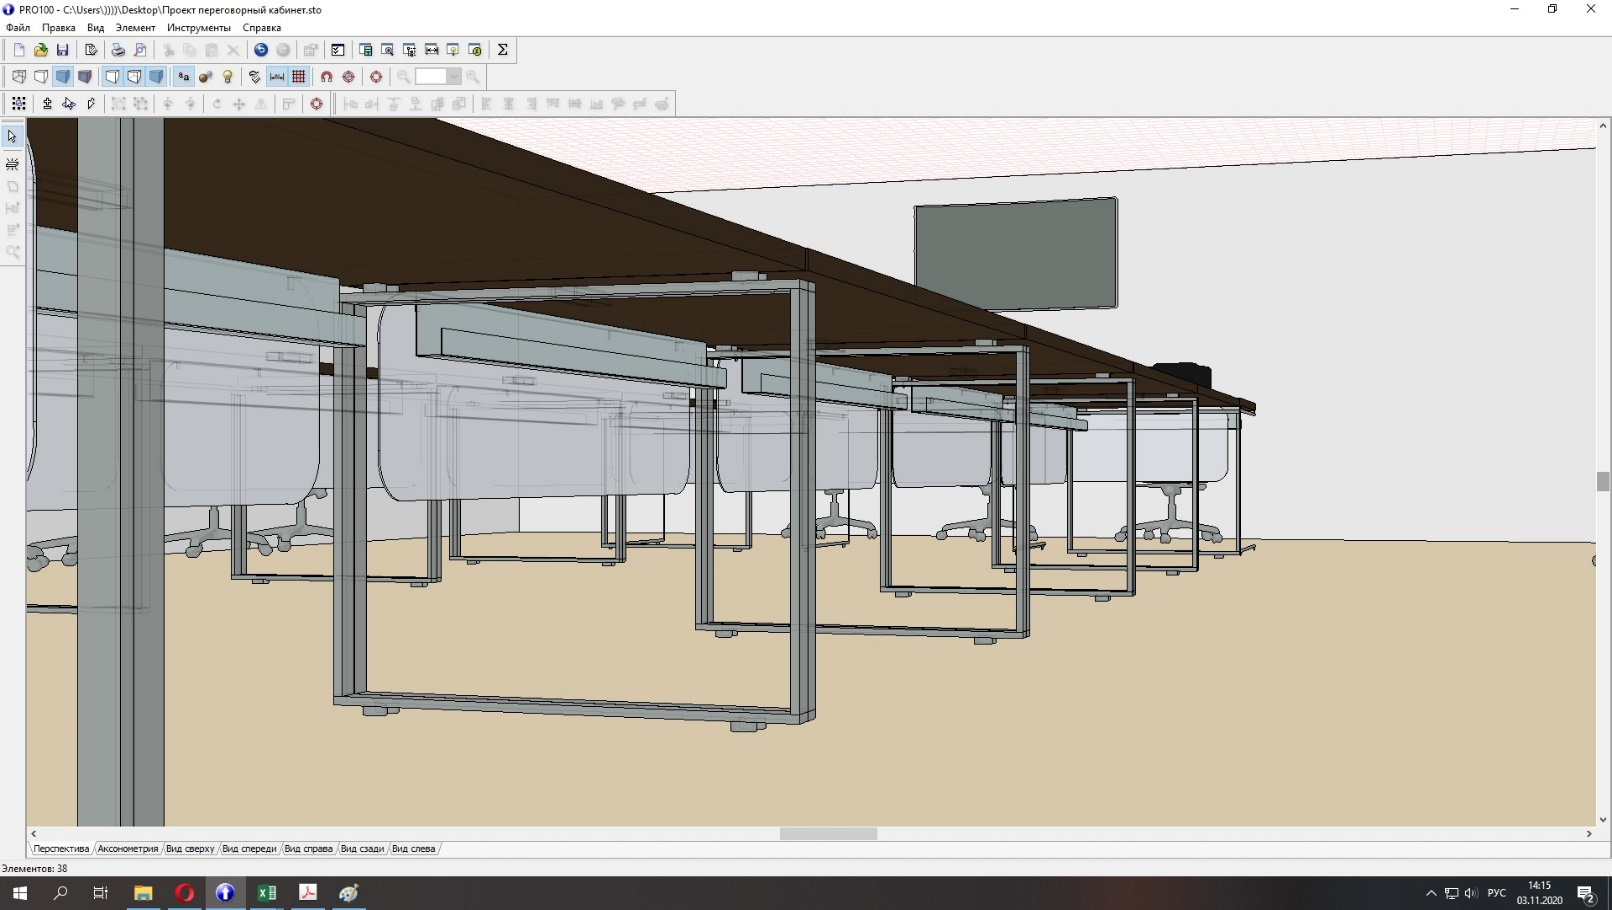 PRO100 - C:\Users\))))\Desktop\Проект переговорный кабинет.sto
Файл Правка Вид Элемент Инструменты Справка
Перспектива Аксонометрия Вид сверху Вид спереди Вид справа Вид сзади Вид слева
Элементов: 38
РУС
14:15
03.11.2020
2